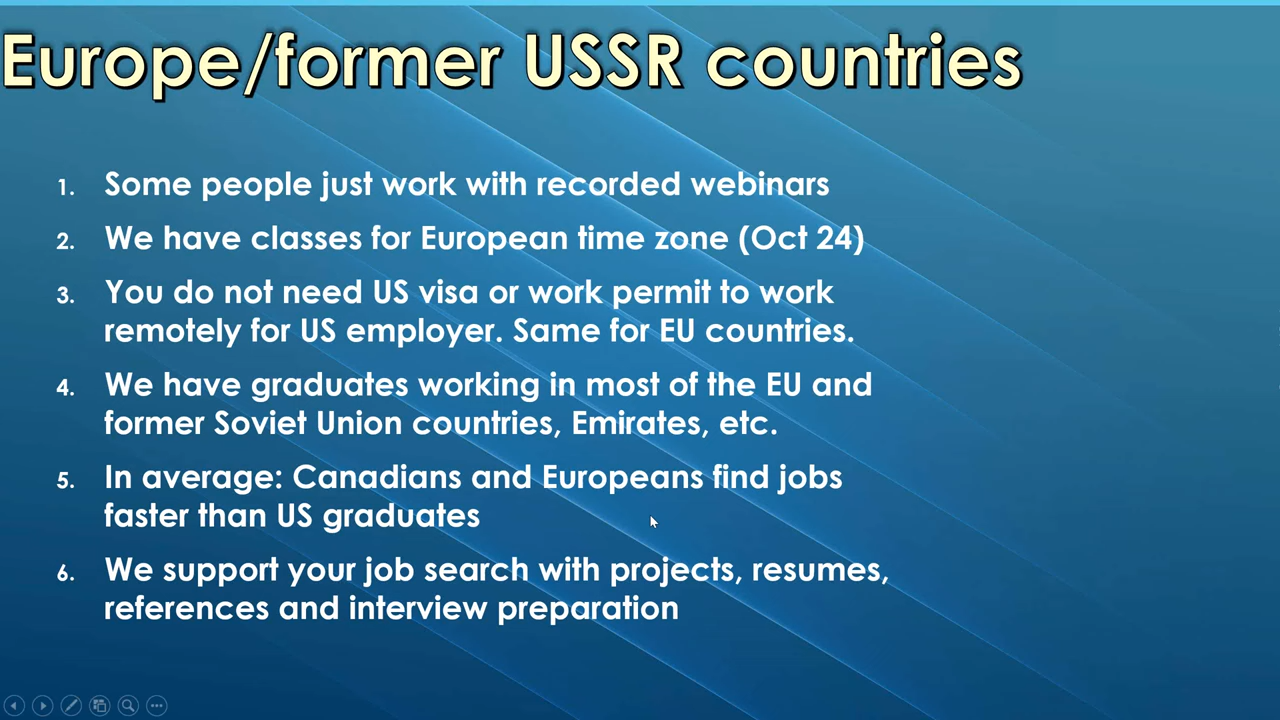 Europe/former USSR countries
1. Some people just work with recorded webinars
2. We have classes for European time zone (Oct 24)
3. You do not need US visa or work permit to work
remotely for US employer. Same for EU countries.
4. We have graduates working in most of the EU and
former Soviet Union countries, Emirates, etc.
5. In average: Canadians and Europeans find jobs
faster than US graduates
6. We support your job search with projects, resumes,
references and interview preparation